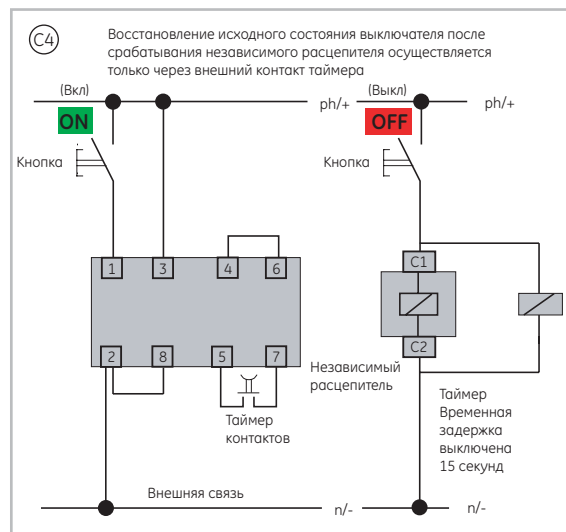 C4
Восстановление исходного состояния выключателя после
срабатывания независимого расцепителя осуществляется
только через внешний контакт таймера
(Вкл)
ph/+
(Выкл)
ph/+
ON
OFF
Кнопка
Кнопка
1
3
4
6
C1
2
8
5
7
C2
Независимый
расцепитель
Таймер
контактов
Таймер
Временная
задержка
выключена
15 секунд
Внешняя связь
n/-
n/-